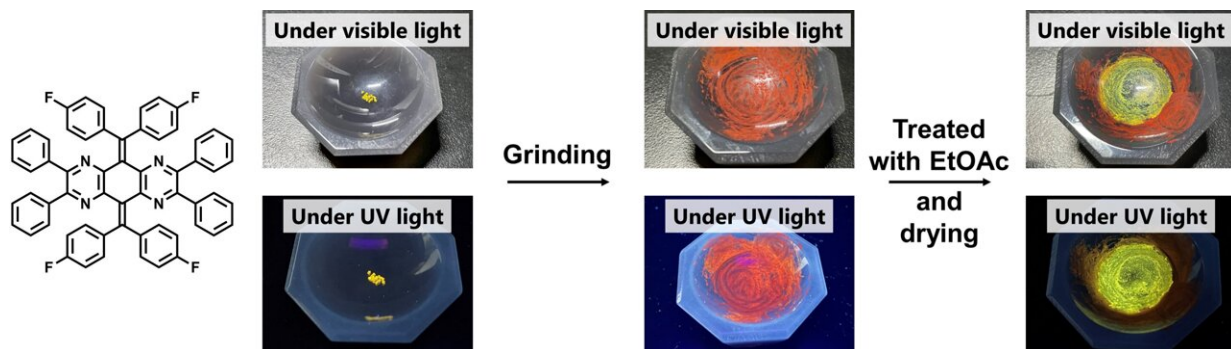 Under visible light
Under visible light
Under visible light
F
F
N
N
N
N
F
F
Grinding
Treated
with EtOAc
and
drying
Under UV light
Under UV light
Under UV light